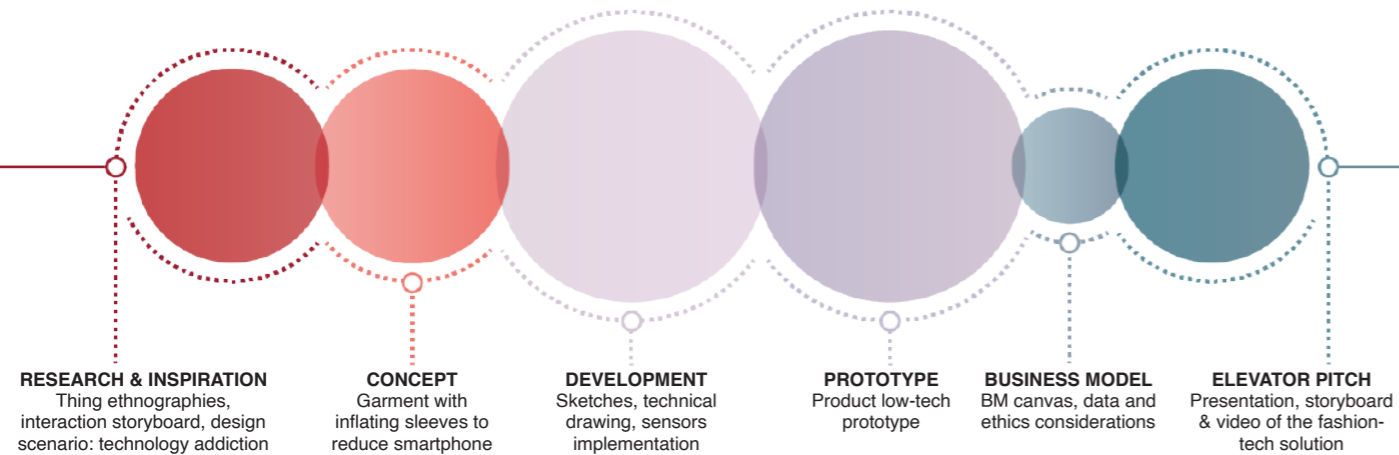 RESEARCH & INSPIRATION
Thing ethnographies,
interaction storyboard, design
scenario: technology addiction
CONCEPT
Garment with
inflating sleeves to
reduce smartphone
DEVELOPMENT
Sketches, technical
drawing, sensors
implementation
PROTOTYPE
Product low-tech
prototype
BUSINESS MODEL
BM canvas, data and
ethics considerations
ELEVATOR PITCH
Presentation, storyboard
& video of the fashion-
tech solution